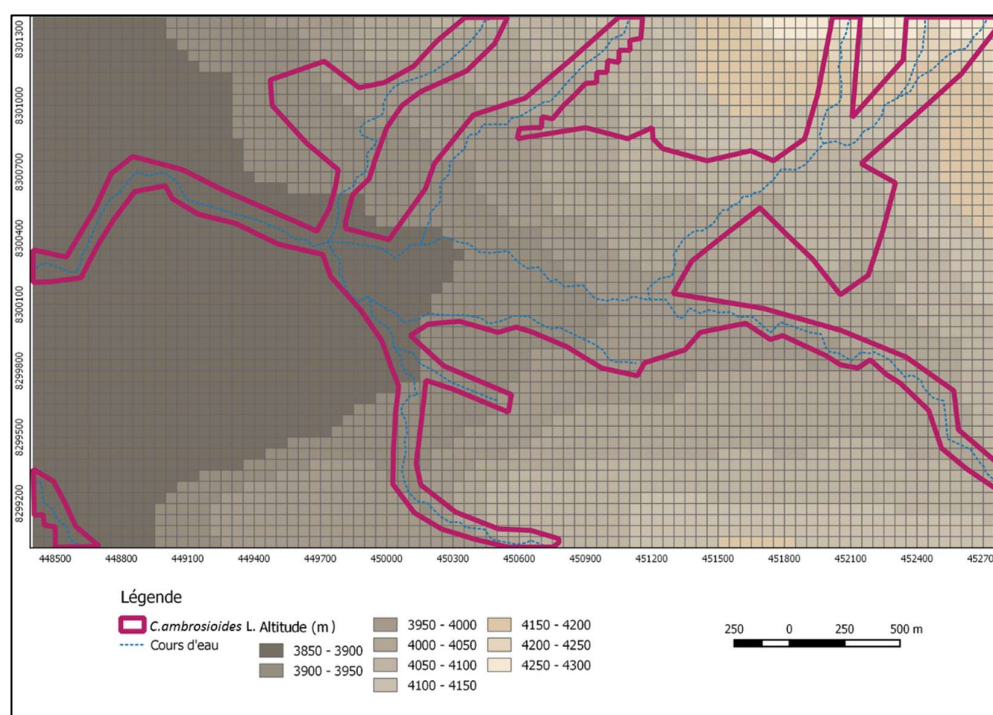 8301300
8301000
8300700
8300400
8300100
8299800
8299500
8299200
448500 448800 449100 449400 449700 450000 450300 450600 450900 451200 451500 451800 452100 452400 452700
Légende
C.ambrosioides L.
Cours d'eau
Altitude (m)
3850 - 3900
3900 - 3950
3950 - 4000
4000 - 4050
4050 - 4100
4100 - 4150
4150 - 4200
4200 - 4250
4250 - 4300
250 0 250 500 m